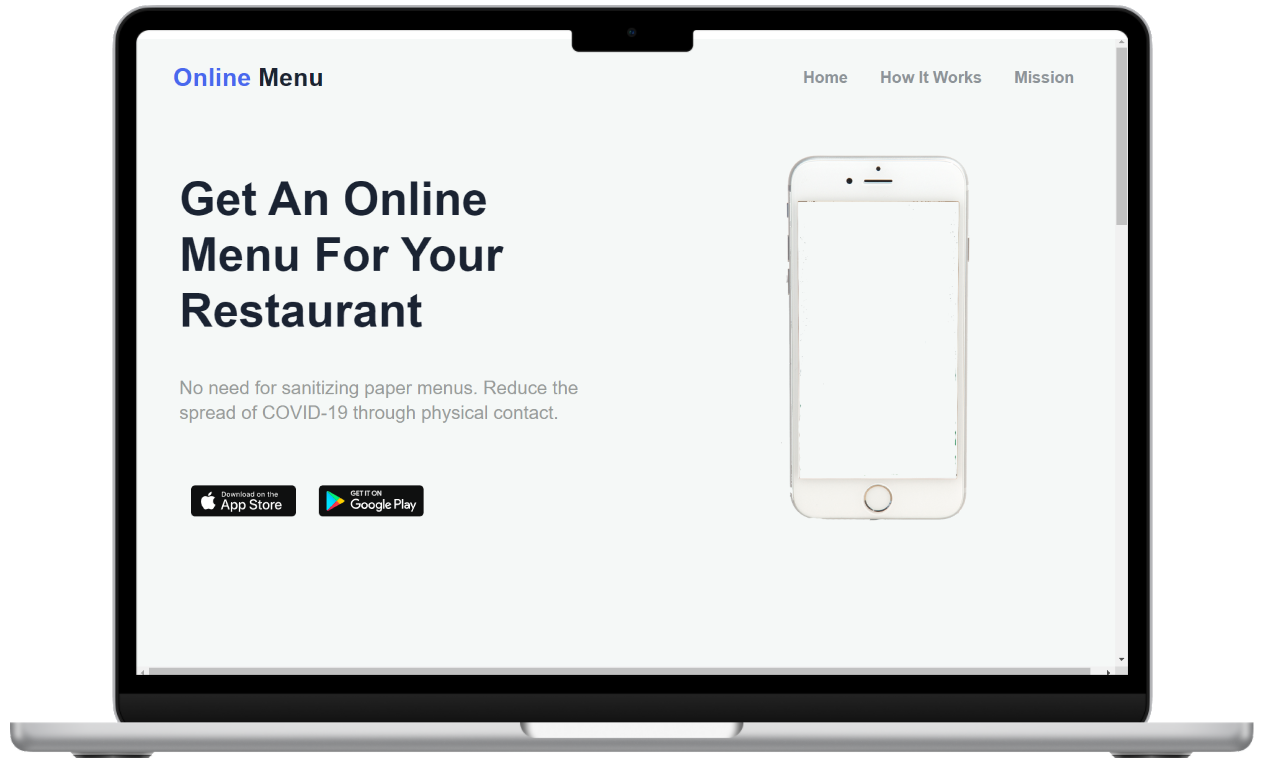 Online Menu
Home How It Works Mission
Get An Online
Menu For Your
Restaurant
No need for sanitizing paper menus. Reduce the
spread of COVID-19 through physical contact.
Download on the
App Store
GET IT ON
Google Play